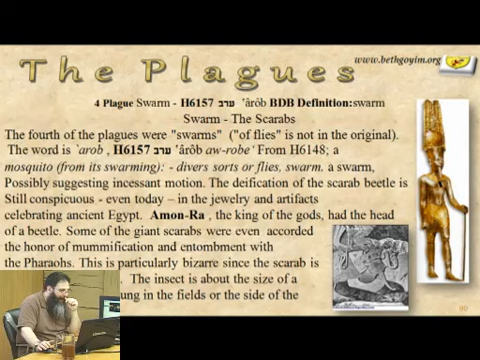 www.bethgoyim.org
The Plagues
4 Plague Swarm - H6157 ערב 'ârôb BDB Definition:swarm
Swarm - The Scarabs
The fourth of the plagues were "swarms" ("of flies" is not in the original).
The word is `arob , H6157 ערב 'ârôb aw-robe' From H6148; a
mosquito (from its swarming): - divers sorts or flies, swarm. a swarm,
Possibly suggesting incessant motion. The deification of the scarab beetle is
Still conspicuous - even today – in the jewelry and artifacts
celebrating ancient Egypt. Amon-Ra , the king of the gods, had the head
of a beetle. Some of the giant scarabs were even accorded
the honor of mummification and entombment with
the Pharaohs. This is particularly bizarre since the scarab is
. The insect is about the size of a
ung in the fields or the side of the